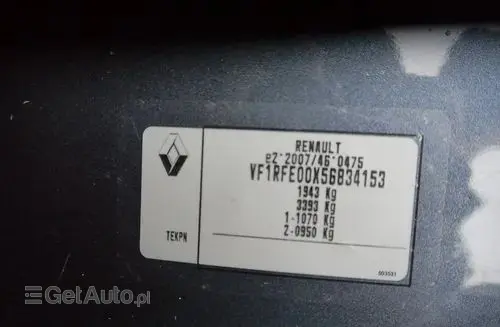 RENAULT
e2*2007/46*0475
VF1RFE00X56834153
1943 Kg
3393 Kg
1-1070 Kg
2-0950 Kg
TEKPN
503531
GetAuto.pl